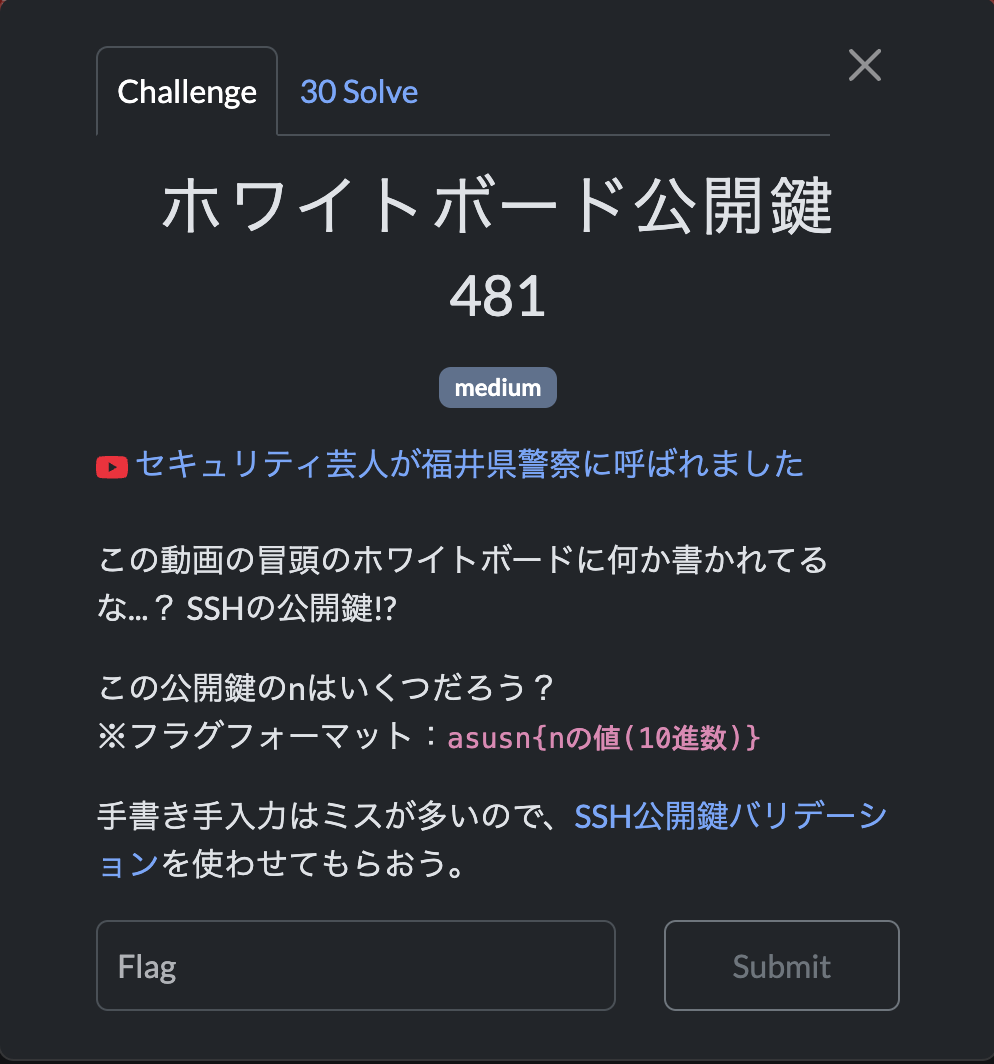 Challenge
30 Solve
ホワイトボード公開鍵
481
medium
セキュリティ芸人が福井県警察に呼ばれました
この動画の冒頭のホワイトボードに何か書かれてる
な...？ SSHの公開鍵!?
この公開鍵のnはいくつだろう？
※フラグフォーマット：asusn{nの値(10進数)}
手書き手入力はミスが多いので、SSH公開鍵バリデーシ
ョンを使わせてもらおう。
Flag
Submit